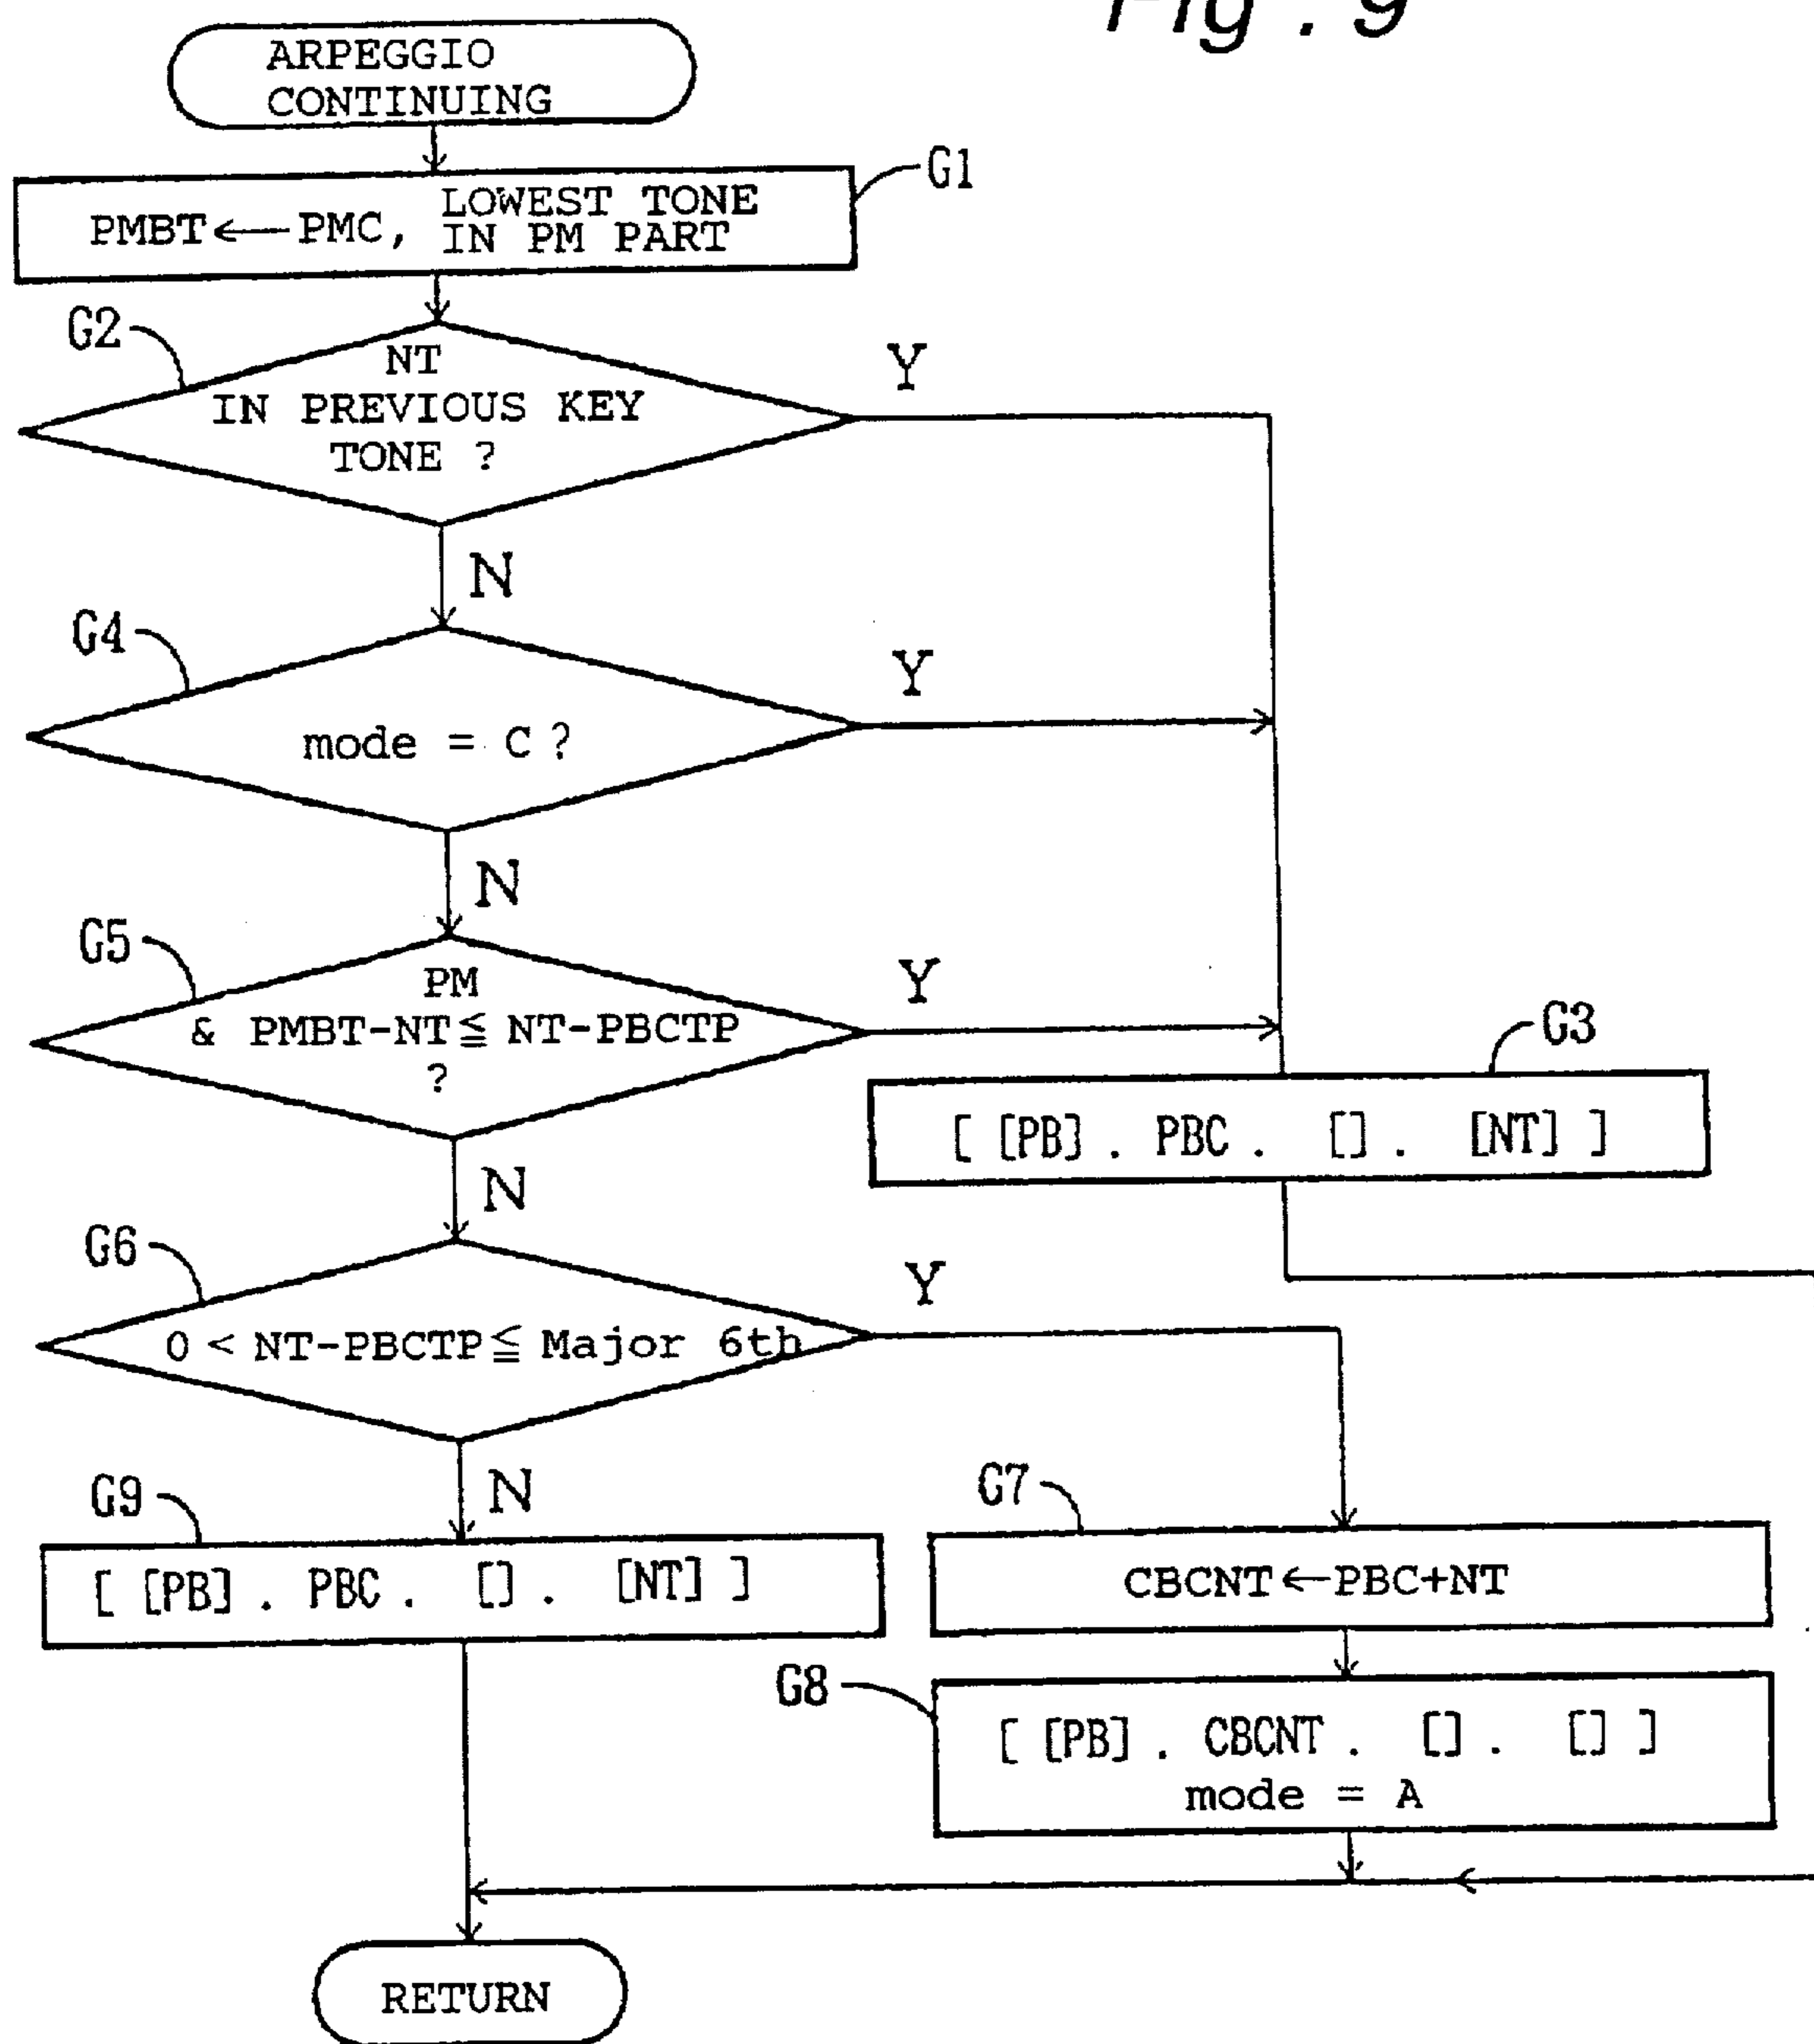 Fig. 9
ARPEGGIO
CONTINUING
G1
PMBT←PMC, LOWEST TONE
IN PM PART
G2
NT
IN PREVIOUS KEY
TONE ?
Y
N
G4
mode = C ?
Y
N
G5
PM
& PMBT-NT≦NT-PBCTP
?
Y
N
G3
[ [PB] . PBC . [] . [NT] ]
G6
0 < NT-PBCTP≦Major 6th
Y
N
G9
[ [PB] . PBC . [] . [NT] ]
G7
CBCNT←PBC+NT
G8
[ [PB] . CBCNT . [] . [] ]
mode = A
RETURN